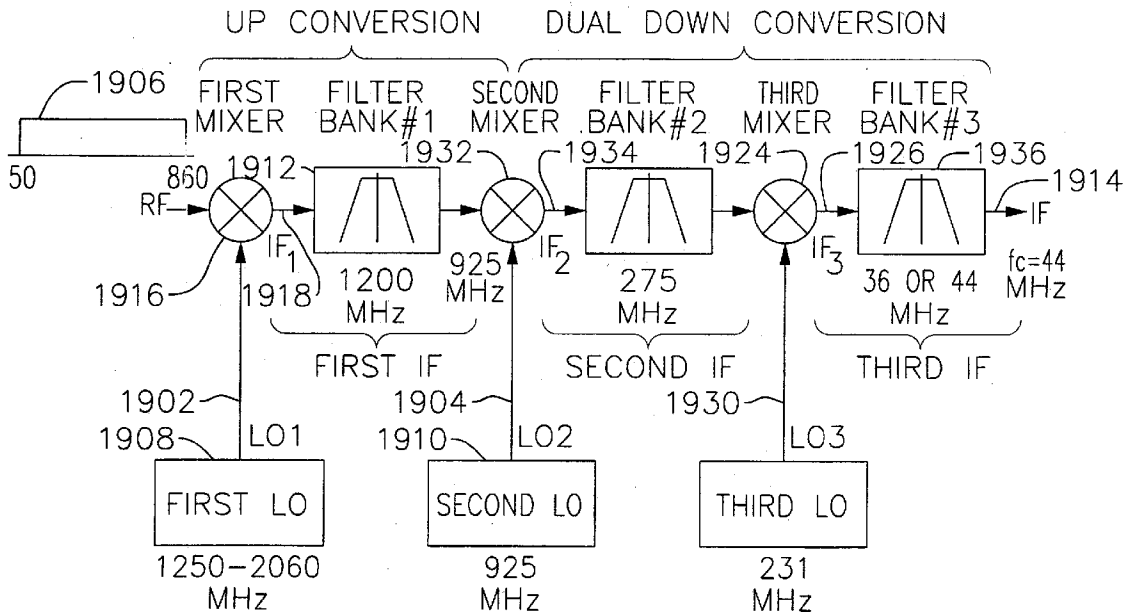 UP CONVERSION
DUAL DOWN CONVERSION
1906
FIRST
MIXER
FILTER
BANK#1
SECOND
MIXER
FILTER
BANK#2
THIRD
MIXER
FILTER
BANK#3
50
860
1912
1932
1934
1924
1926
1936
1914
RF
IF1
IF2
IF3
IF
1916
1918
1200
MHz
925
MHz
275
MHz
36 OR 44
MHz
fc=44
MHz
FIRST IF
SECOND IF
THIRD IF
1902
1904
1930
1908
LO1
1910
LO2
LO3
FIRST LO
SECOND LO
THIRD LO
1250-2060
MHz
925
MHz
231
MHz